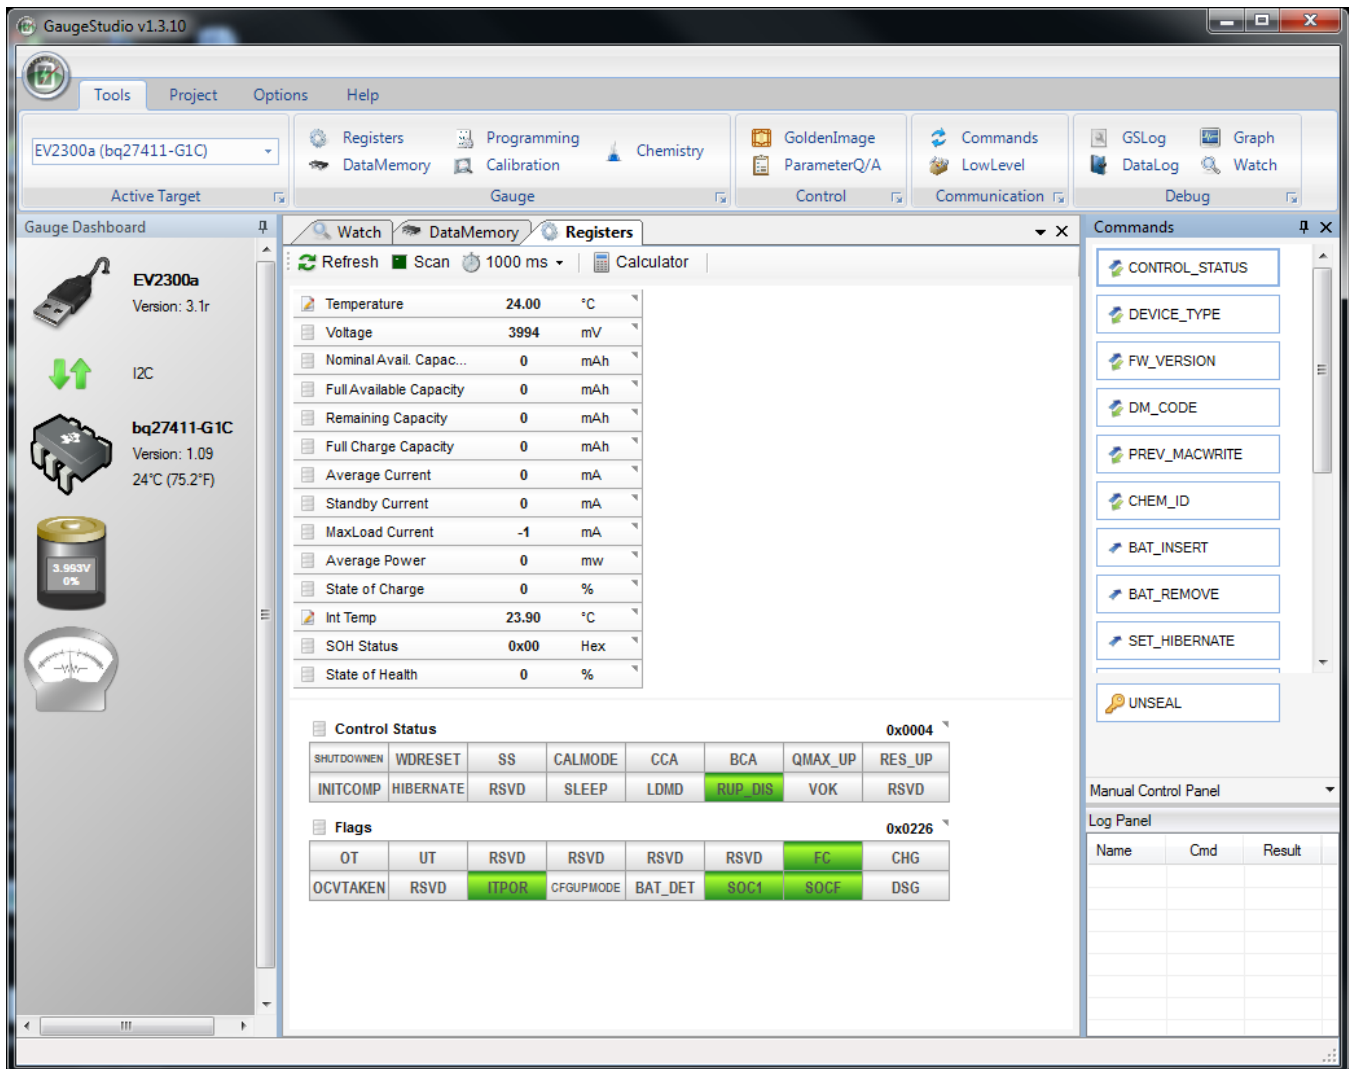 GaugeStudio v1.3.10
Tools Project Options Help
EV2300a (bq27411-G1C)
Active Target
Registers Programming
DataMemory Calibration
Chemistry
Gauge
GoldenImage
ParameterQ/A
Control
Commands
LowLevel
Communication
GSLog Graph
DataLog Watch
Debug
Gauge Dashboard
EV2300a
Version: 3.1r
I2C
bq27411-G1C
Version: 1.09
24°C (75.2°F)
3.993V
0%
Watch DataMemory Registers
Refresh Scan 1000 ms Calculator
Temperature 24.00 °C
Voltage 3994 mV
Nominal Avail. Capac... 0 mAh
Full Available Capacity 0 mAh
Remaining Capacity 0 mAh
Full Charge Capacity 0 mAh
Average Current 0 mA
Standby Current 0 mA
MaxLoad Current -1 mA
Average Power 0 mw
State of Charge 0 %
Int Temp 23.90 °C
SOH Status 0x00 Hex
State of Health 0 %
Control Status 0x0004
SHUTDOWNEN WDRESET SS CALMODE CCA BCA QMAX_UP RES_UP
INITCOMP HIBERNATE RSVD SLEEP LDMD RUP_DIS VOK RSVD
Flags 0x0226
OT UT RSVD RSVD RSVD RSVD FC CHG
OCVTAKEN RSVD ITPOR CFGUPMODE BAT_DET SOC1 SOCF DSG
Commands
CONTROL_STATUS
DEVICE_TYPE
FW_VERSION
DM_CODE
PREV_MACWRITE
CHEM_ID
BAT_INSERT
BAT_REMOVE
SET_HIBERNATE
UNSEAL
Manual Control Panel
Log Panel
Name Cmd Result